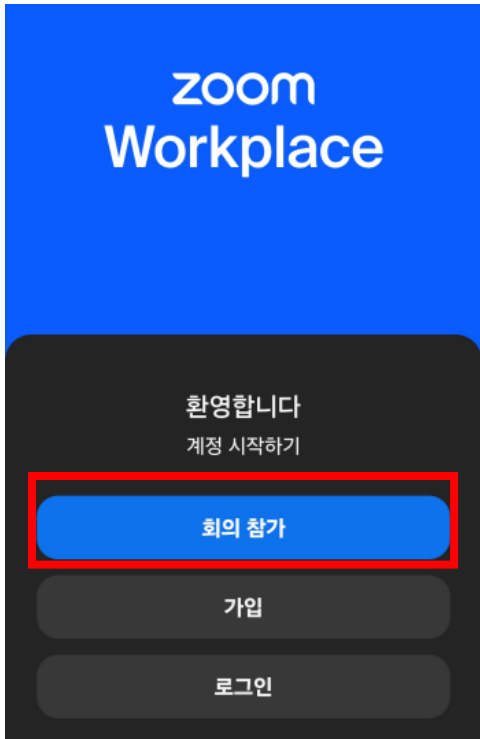 zoom
Workplace
환영합니다
계정 시작하기
회의 참가
가입
로그인